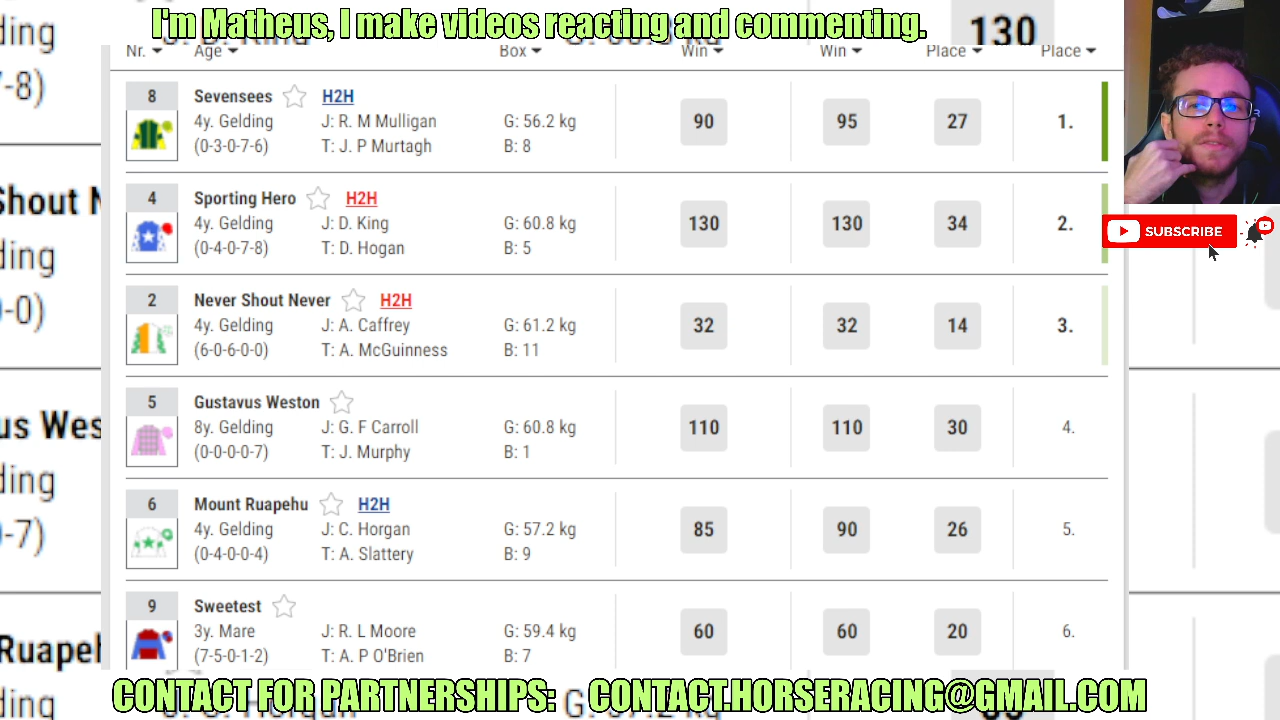 I'm Matheus, I make videos reacting and commenting.
130
Nr. Age Box Win Win Place Place
8 Sevensees H2H
4y. Gelding J: R. M Mulligan G: 56.2 kg 90 95 27 1.
(0-3-0-7-6) T: J. P Murtagh B: 8
4 Sporting Hero H2H
4y. Gelding J: D. King G: 60.8 kg 130 130 34 2.
(0-4-0-7-8) T: D. Hogan B: 5
SUBSCRIBE
2 Never Shout Never H2H
4y. Gelding J: A. Caffrey G: 61.2 kg 32 32 14 3.
(6-0-6-0-0) T: A. McGuinness B: 11
5 Gustavus Weston
8y. Gelding J: G. F Carroll G: 60.8 kg 110 110 30 4.
(0-0-0-0-7) T: J. Murphy B: 1
6 Mount Ruapehu H2H
4y. Gelding J: C. Horgan G: 57.2 kg 85 90 26 5.
(0-4-0-0-4) T: A. Slattery B: 9
9 Sweetest
3y. Mare J: R. L Moore G: 59.4 kg 60 60 20 6.
(7-5-0-1-2) T: A. P O'Brien B: 7
CONTACT FOR PARTNERSHIPS: CONTACT.HORSERACING@GMAIL.COM